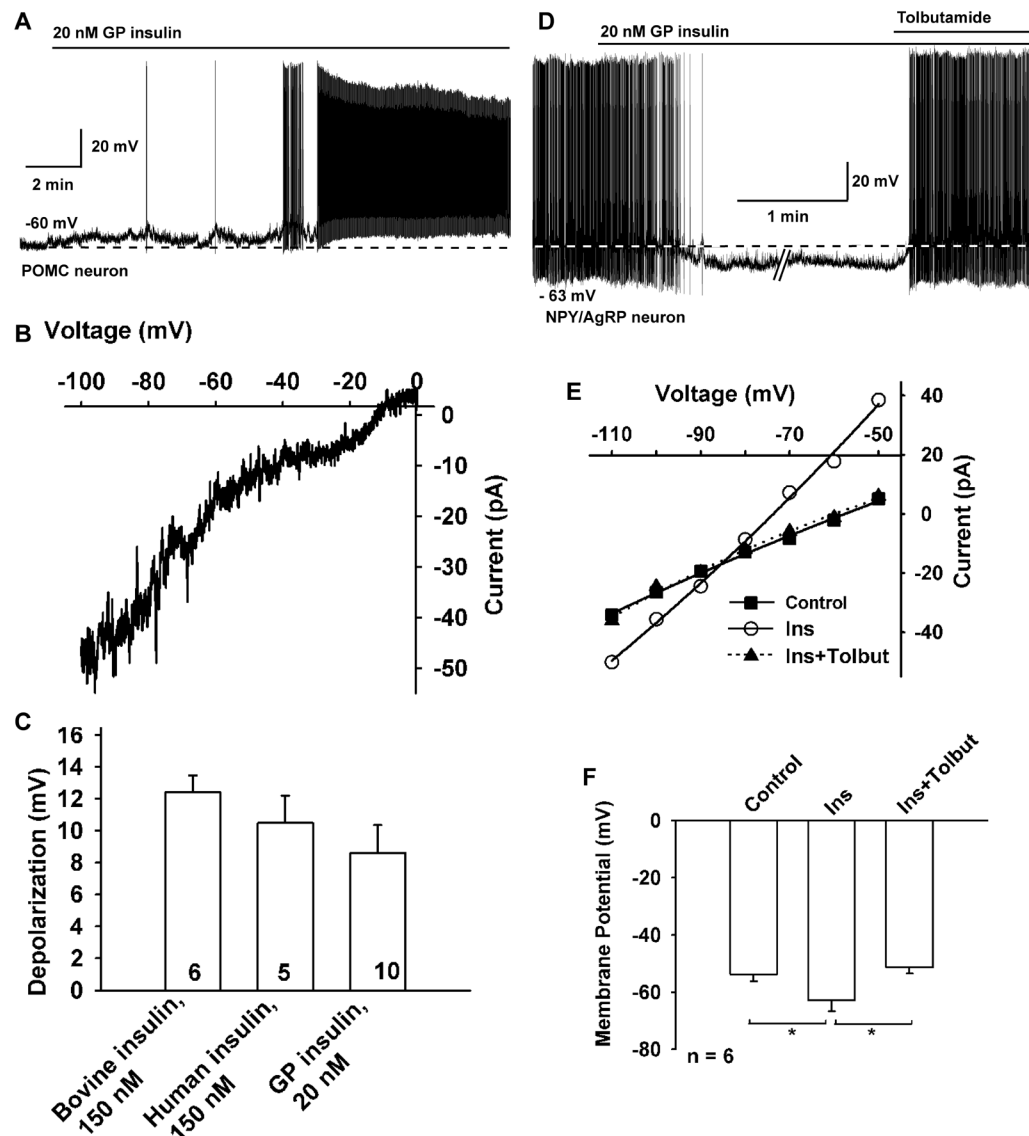 A
20 nM GP insulin
20 mV
2 min
-60 mV
POMC neuron
D
Tolbutamide
20 nM GP insulin
20 mV
1 min
- 63 mV
NPY/AgRP neuron
B
Voltage (mV)
-100 -80 -60 -40 -20 0
0
-10
-20
-30
-40
-50
Current (pA)
E
Voltage (mV)
-110 -90 -70 -50
40
20
0
-20
-40
Current (pA)
Control
Ins
Ins+Tolbut
C
16
14
12
10
8
6
4
2
0
Depolarization (mV)
6 5 10
Bovine insulin,
150 nM
Human insulin,
150 nM
GP insulin,
20 nM
F
Control
Ins
Ins+Tolbut
0
-20
-40
-60
-80
Membrane Potential
(mV)
* *
n = 6